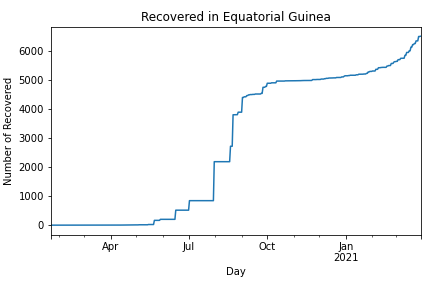 Recovered in Equatorial Guinea
Number of Recovered
6000
5000
4000
3000
2000
1000
0
Apr
Jul
Oct
Jan
2021
Day